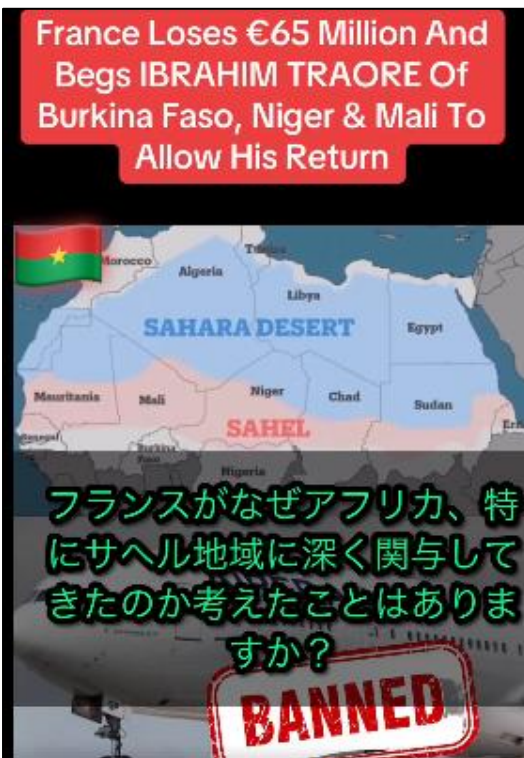 France Loses €65 Million And
Begs IBRAHIM TRAORE Of
Burkina Faso, Niger & Mali To
Allow His Return
Morocco
Algeria
Libya
Egypt
SAHARA DESERT
Mauritania
Mali
Niger
Chad
Sudan
SAHEL
Burkina
Faso
Nigeria
フランスがなぜアフリカ、特
にサヘル地域に深く関与して
きたのか考えたことはありま
すか？
BANNED